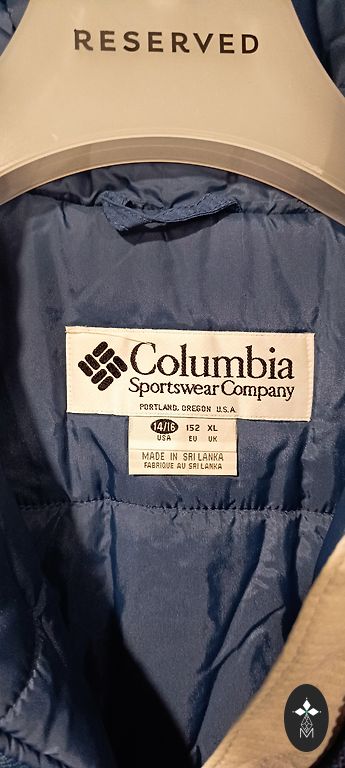 RESERVED
Columbia
Sportswear Company
PORTLAND, OREGON U.S.A.
14/16 152 XL
USA EU UK
MADE IN SRI LANKA
FABRIQUE AU SRI LANKA